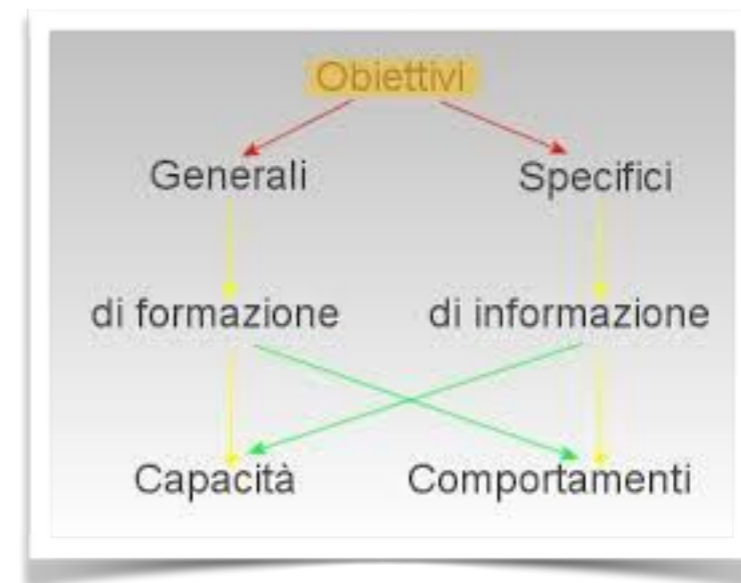 Obiettivi
Generali Specifici
di formazione di informazione
Capacità Comportamenti